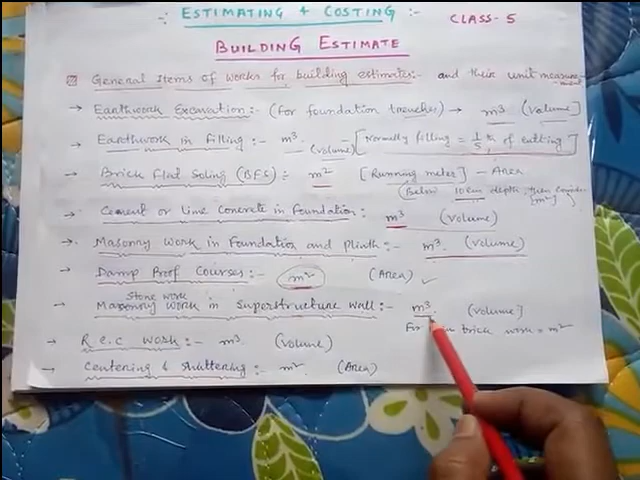 ESTIMATING & COSTING :-
CLASS-5
BUILDING ESTIMATE
General Items of Works for building estimates:- and their unit measurement
→ Earthwork Excavation:- (For foundation trenches) → m³ (Volume]
→ Earthwork in Filling:- m³ (volume) [Normally filling = 1/5 th of cutting]
→ Brick Flat Soling (BFS) :- m² [Running meter] - Area
(Below 10cm depth, then consider [m²]
→ Cement or Lime Concrete in Foundation: m³ (Volume)
→ Masonry Work in Foundation and Plinth:- m³. (Volume)
→ Damp Proof Courses:- m² (Area)
Stone work
→ Masonry Work in Superstructure Wall:- m³ (Volume]
For brick work = m²
→ R.c.c Work:- m³ (Volume)
→ Centering & Shuttering:- m². (Area)